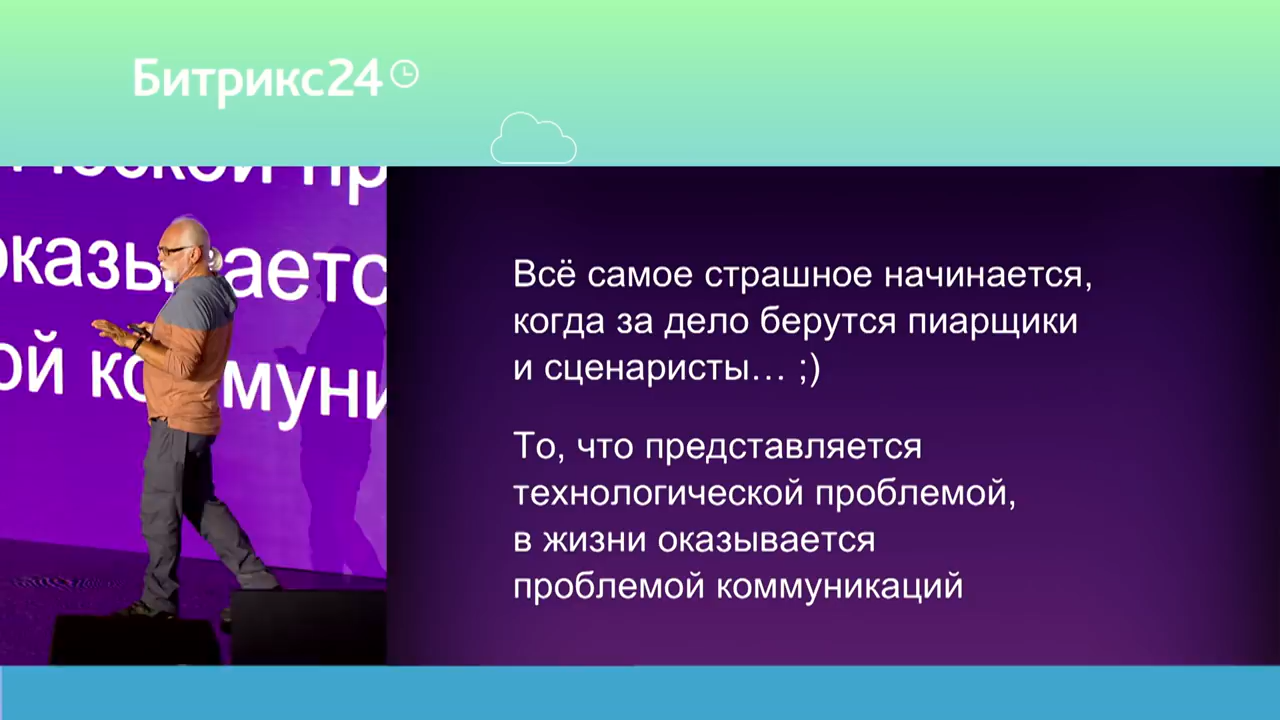 Битрикс24
Всё самое страшное начинается,
когда за дело берутся пиарщики
и сценаристы… ;)
То, что представляется
технологической проблемой,
в жизни оказывается
проблемой коммуникаций